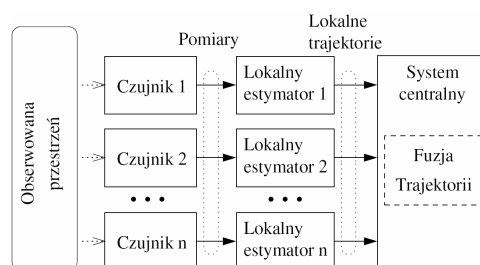 Pomiary
Lokalne
trajektorie
Obserwowana
przestrzeń
Czujnik 1
Lokalny
estymator 1
System
centralny
Czujnik 2
Lokalny
estymator 2
Fuzja
Trajektorii
• • •
• • •
Czujnik n
Lokalny
estymator n